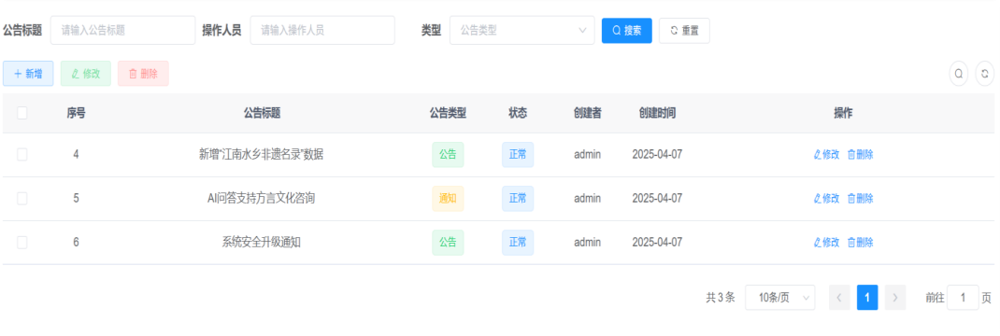 公告标题 请输入公告标题 操作人员 请输入操作人员 类型 公告类型 搜索 重置
+ 新增 修改 删除
序号 公告标题 公告类型 状态 创建者 创建时间 操作
4 新增“江南水乡非遗名录”数据 公告 正常 admin 2025-04-07 修改 删除
5 AI问答支持方言文化咨询 通知 正常 admin 2025-04-07 修改 删除
6 系统安全升级通知 公告 正常 admin 2025-04-07 修改 删除
共 3 条 10条/页 < 1 > 前往 1 页